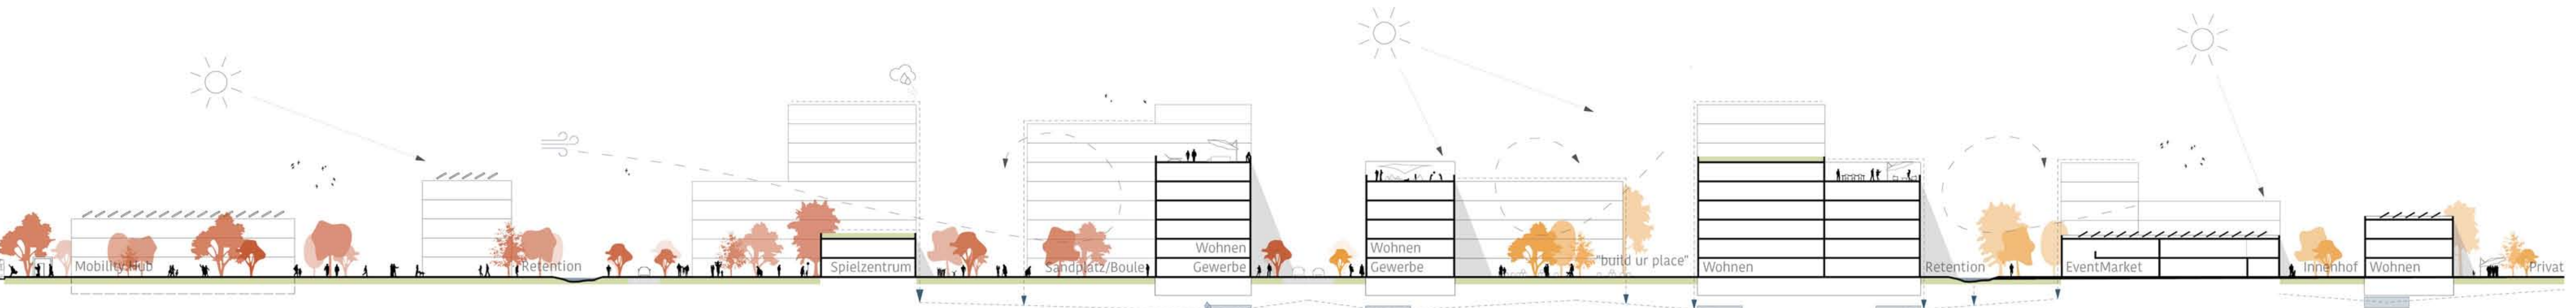 Mobility.Hub
Retention
Spielzentrum
Sandplatz/Boule
Wohnen
Gewerbe
Wohnen
Gewerbe
"build ur place"
Wohnen
Retention
EventMarket
Innenhof
Wohnen
Privat